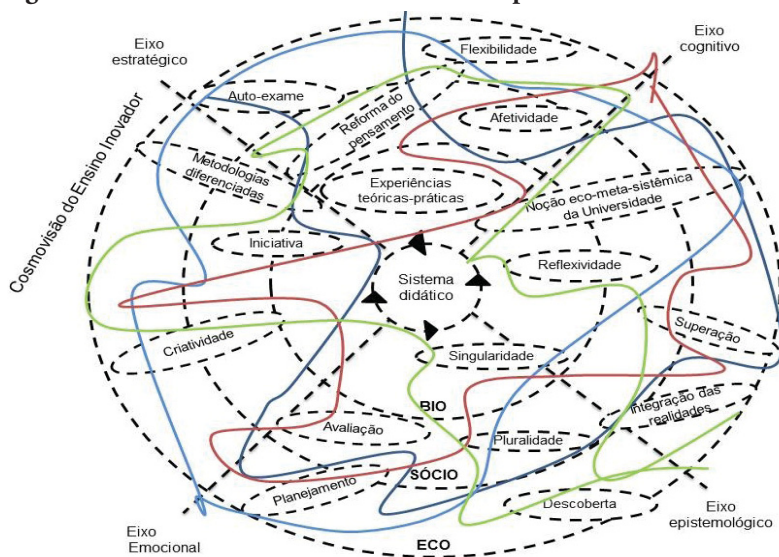 Eixo
estratégico
Flexibilidade
Eixo
cognitivo
Auto-exame
Reforma do
pensamento
Afetividade
Cosmovisão do Ensino Inovador
Metodologias
diferenciadas
Experiências
teóricas-práticas
Noção eco-meta-sistêmica
da Universidade
Iniciativa
Sistema
didático
Reflexividade
Superação
Criatividade
Singularidade
BIO
Integração das
realidades
Avaliação
Pluralidade
SÓCIO
Planejamento
Descoberta
Eixo
epistemológico
Eixo
Emocional
ECO